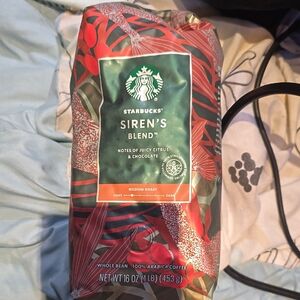 STARBUCKS®
SIREN'S
BLEND™
NOTES OF JUICY CITRUS
& CHOCOLATE
MEDIUM ROAST
WHOLE BEAN · 100% ARABICA COFFEE
NET WT 16 OZ (1 LB) (453 g)